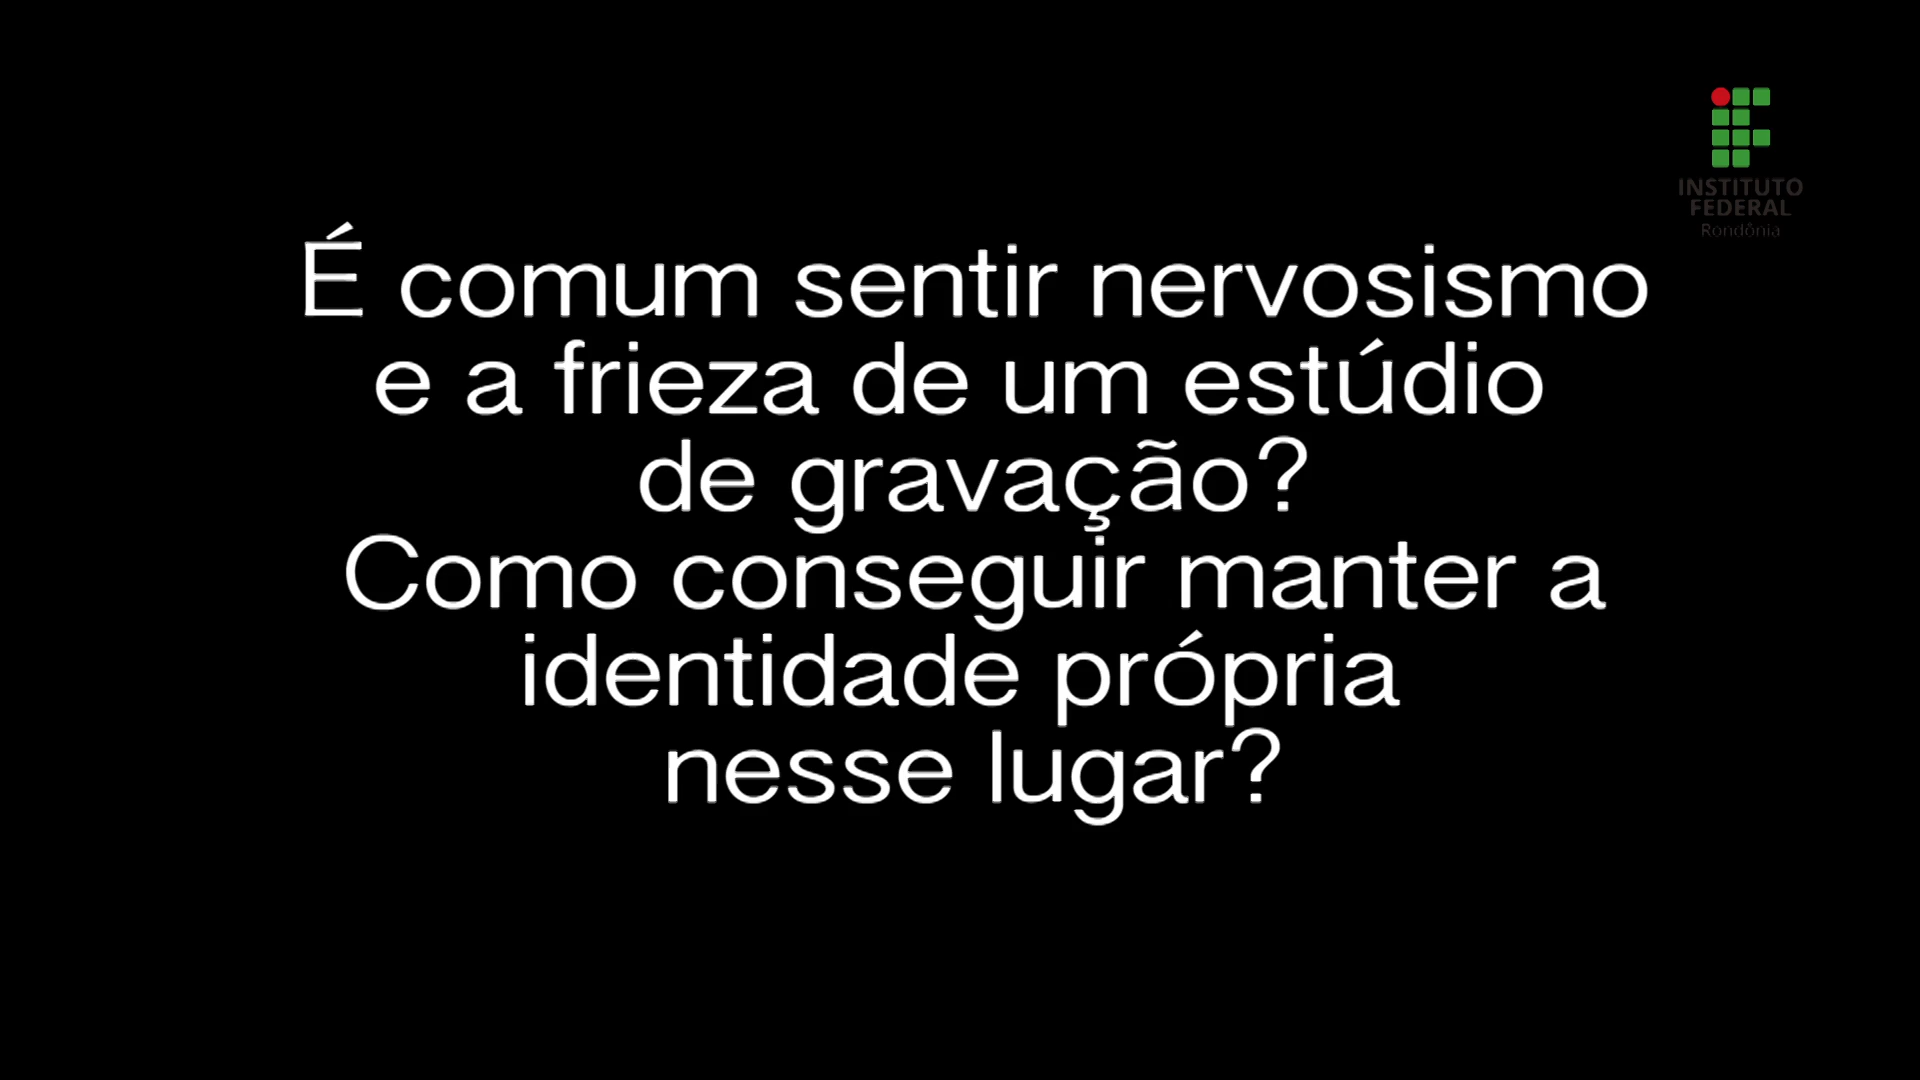 INSTITUTO
FEDERAL
Rondônia
É comum sentir nervosismo
e a frieza de um estúdio
de gravação?
Como conseguir manter a
identidade própria
nesse lugar?